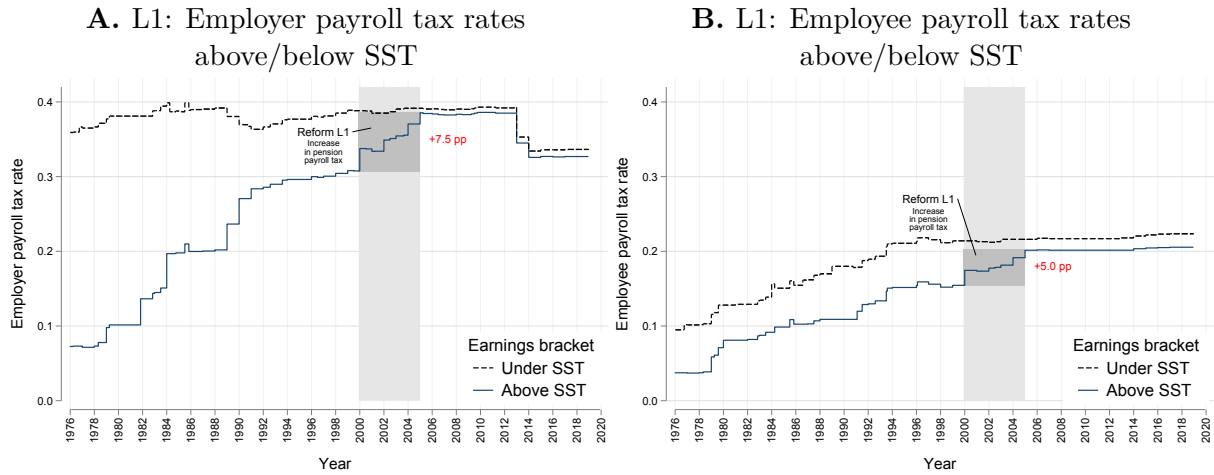 A. L1: Employer payroll tax rates
above/below SST
Employer payroll tax rate
0.4
0.3
0.2
0.1
0.0
Reform L1
Increase
in pension
payroll tax
+7.5 pp
Earnings bracket
Under SST
Above SST
1976 1978 1980 1982 1984 1986 1988 1990 1992 1994 1996 1998 2000 2002 2004 2006 2008 2010 2012 2014 2016 2018 2020
Year
B. L1: Employee payroll tax rates
above/below SST
Employee payroll tax rate
0.4
0.3
0.2
0.1
0.0
Reform L1
Increase
in pension
payroll tax
+5.0 pp
Earnings bracket
Under SST
Above SST
1976 1978 1980 1982 1984 1986 1988 1990 1992 1994 1996 1998 2000 2002 2004 2006 2008 2010 2012 2014 2016 2018 2020
Year